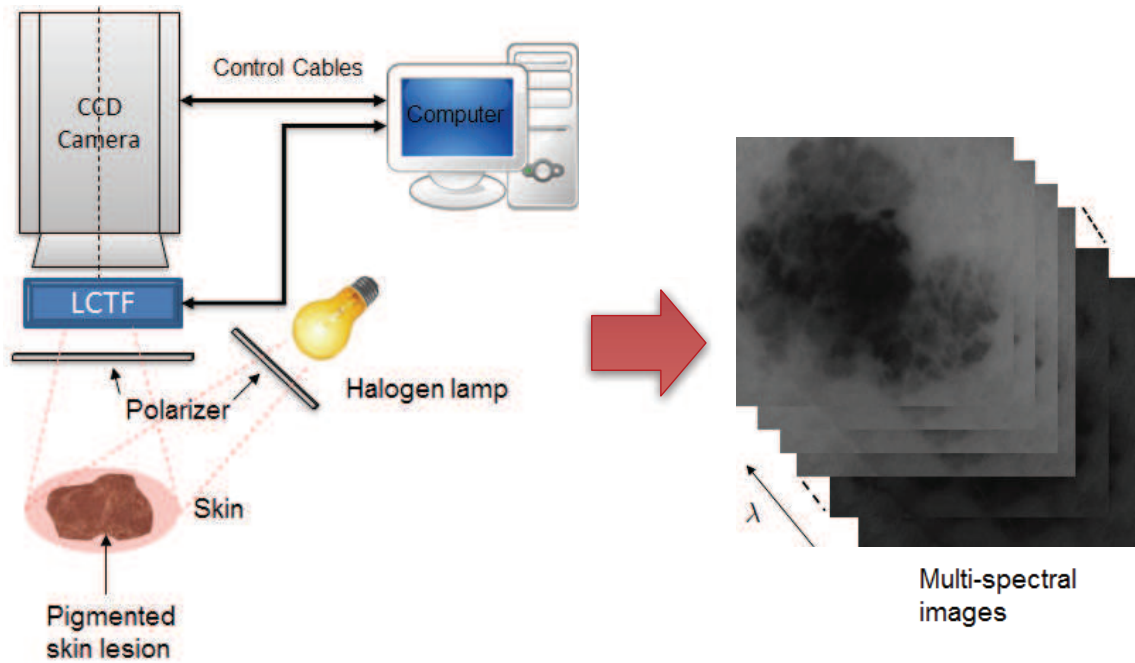 CCD
Camera
Control Cables
Computer
LCTF
Polarizer
Halogen lamp
Skin
Pigmented
skin lesion
λ
Multi-spectral
images